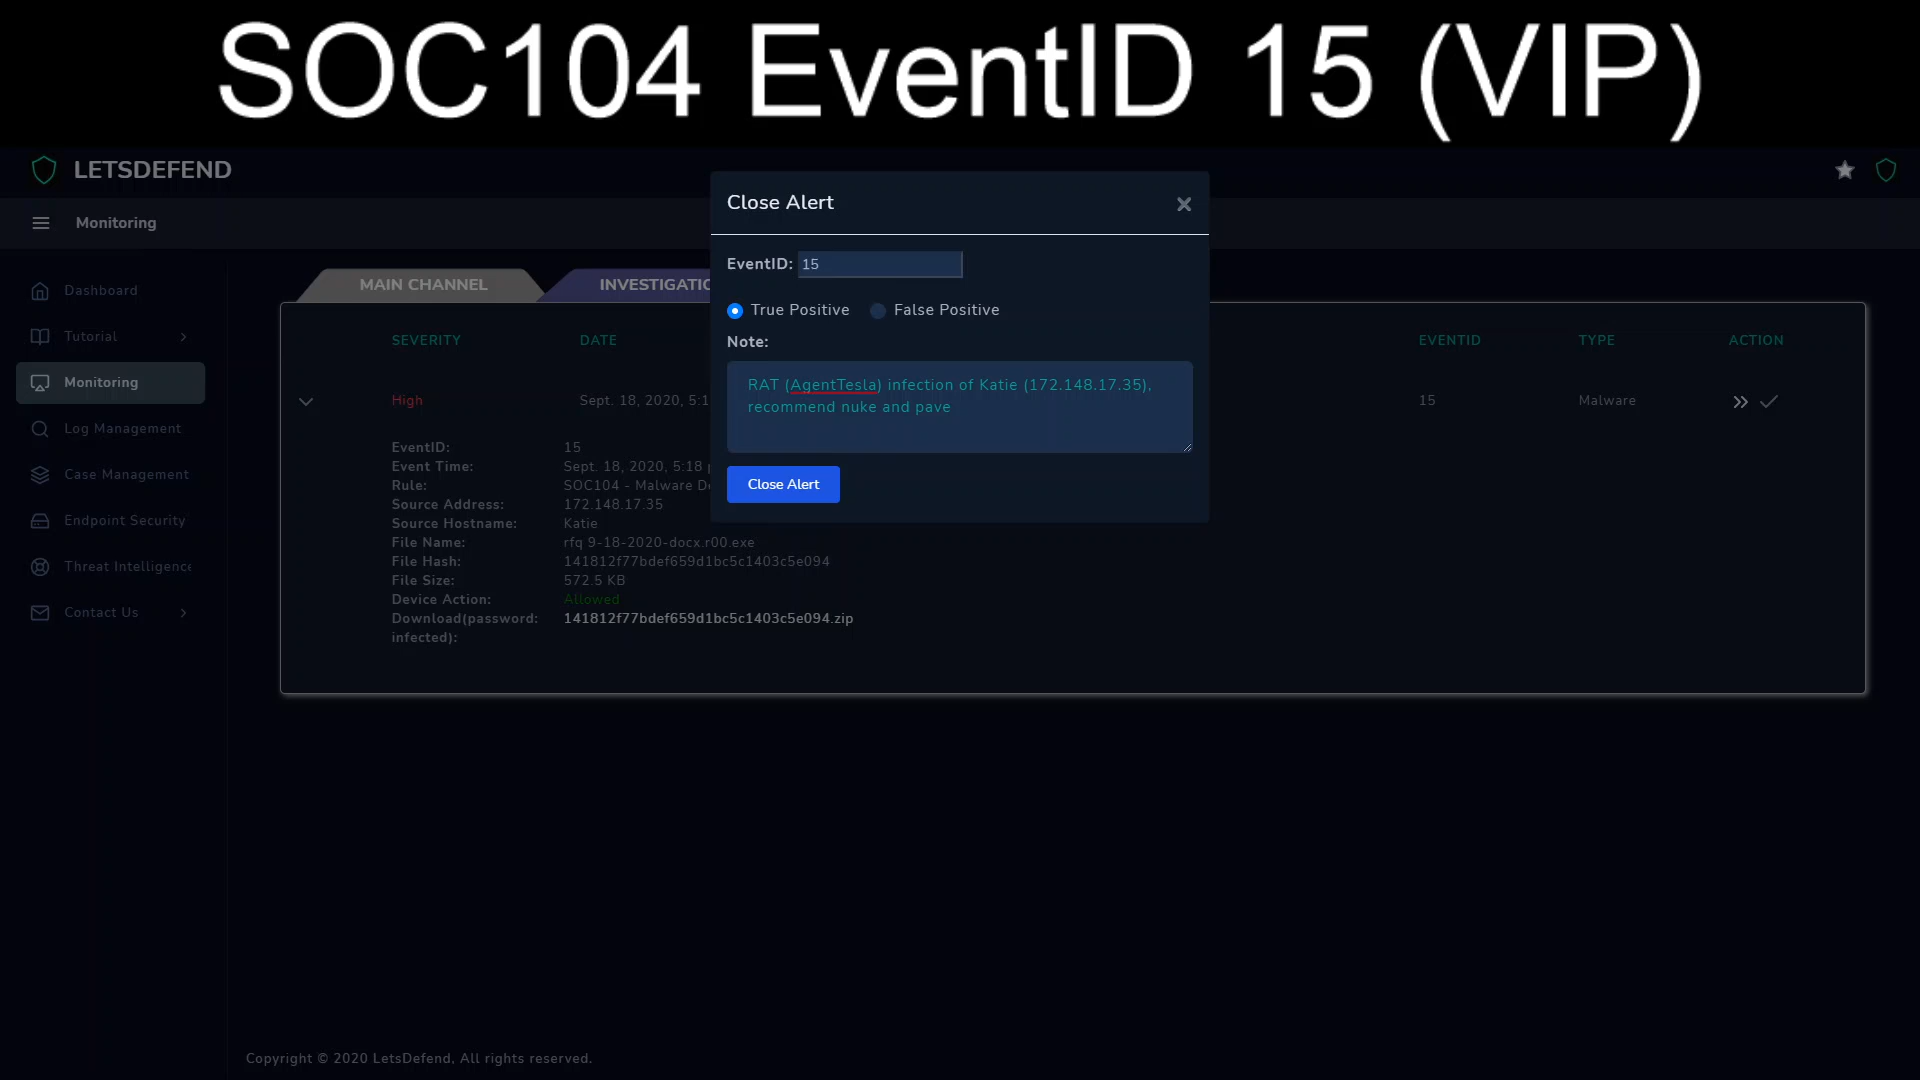 SOC104 EventID 15 (VIP)
LETSDEFEND
Monitoring
Close Alert
EventID: 15
True Positive False Positive
Note:
RAT (AgentTesla) infection of Katie (172.148.17.35),
recommend nuke and pave
Close Alert
Dashboard
Tutorial
Monitoring
Log Management
Case Management
Endpoint Security
Threat Intelligence
Contact Us
MAIN CHANNEL
SEVERITY DATE EVENTID TYPE ACTION
High Sept. 18, 2020, 15 Malware
EventID: 15
Event Time: Sept. 18, 2020, 5:18
Rule: SOC104 - Malware
Source Address: 172.148.17.35
Source Hostname: Katie
File Name: rfq 9-18-2020-docx.r00.exe
File Hash: 141812f77bdef659d1bc5c1403c5e094
File Size: 572.5 KB
Device Action: Allowed
Download(password: 141812f77bdef659d1bc5c1403c5e094.zip
infected):
Copyright © 2020 LetsDefend, All rights reserved.